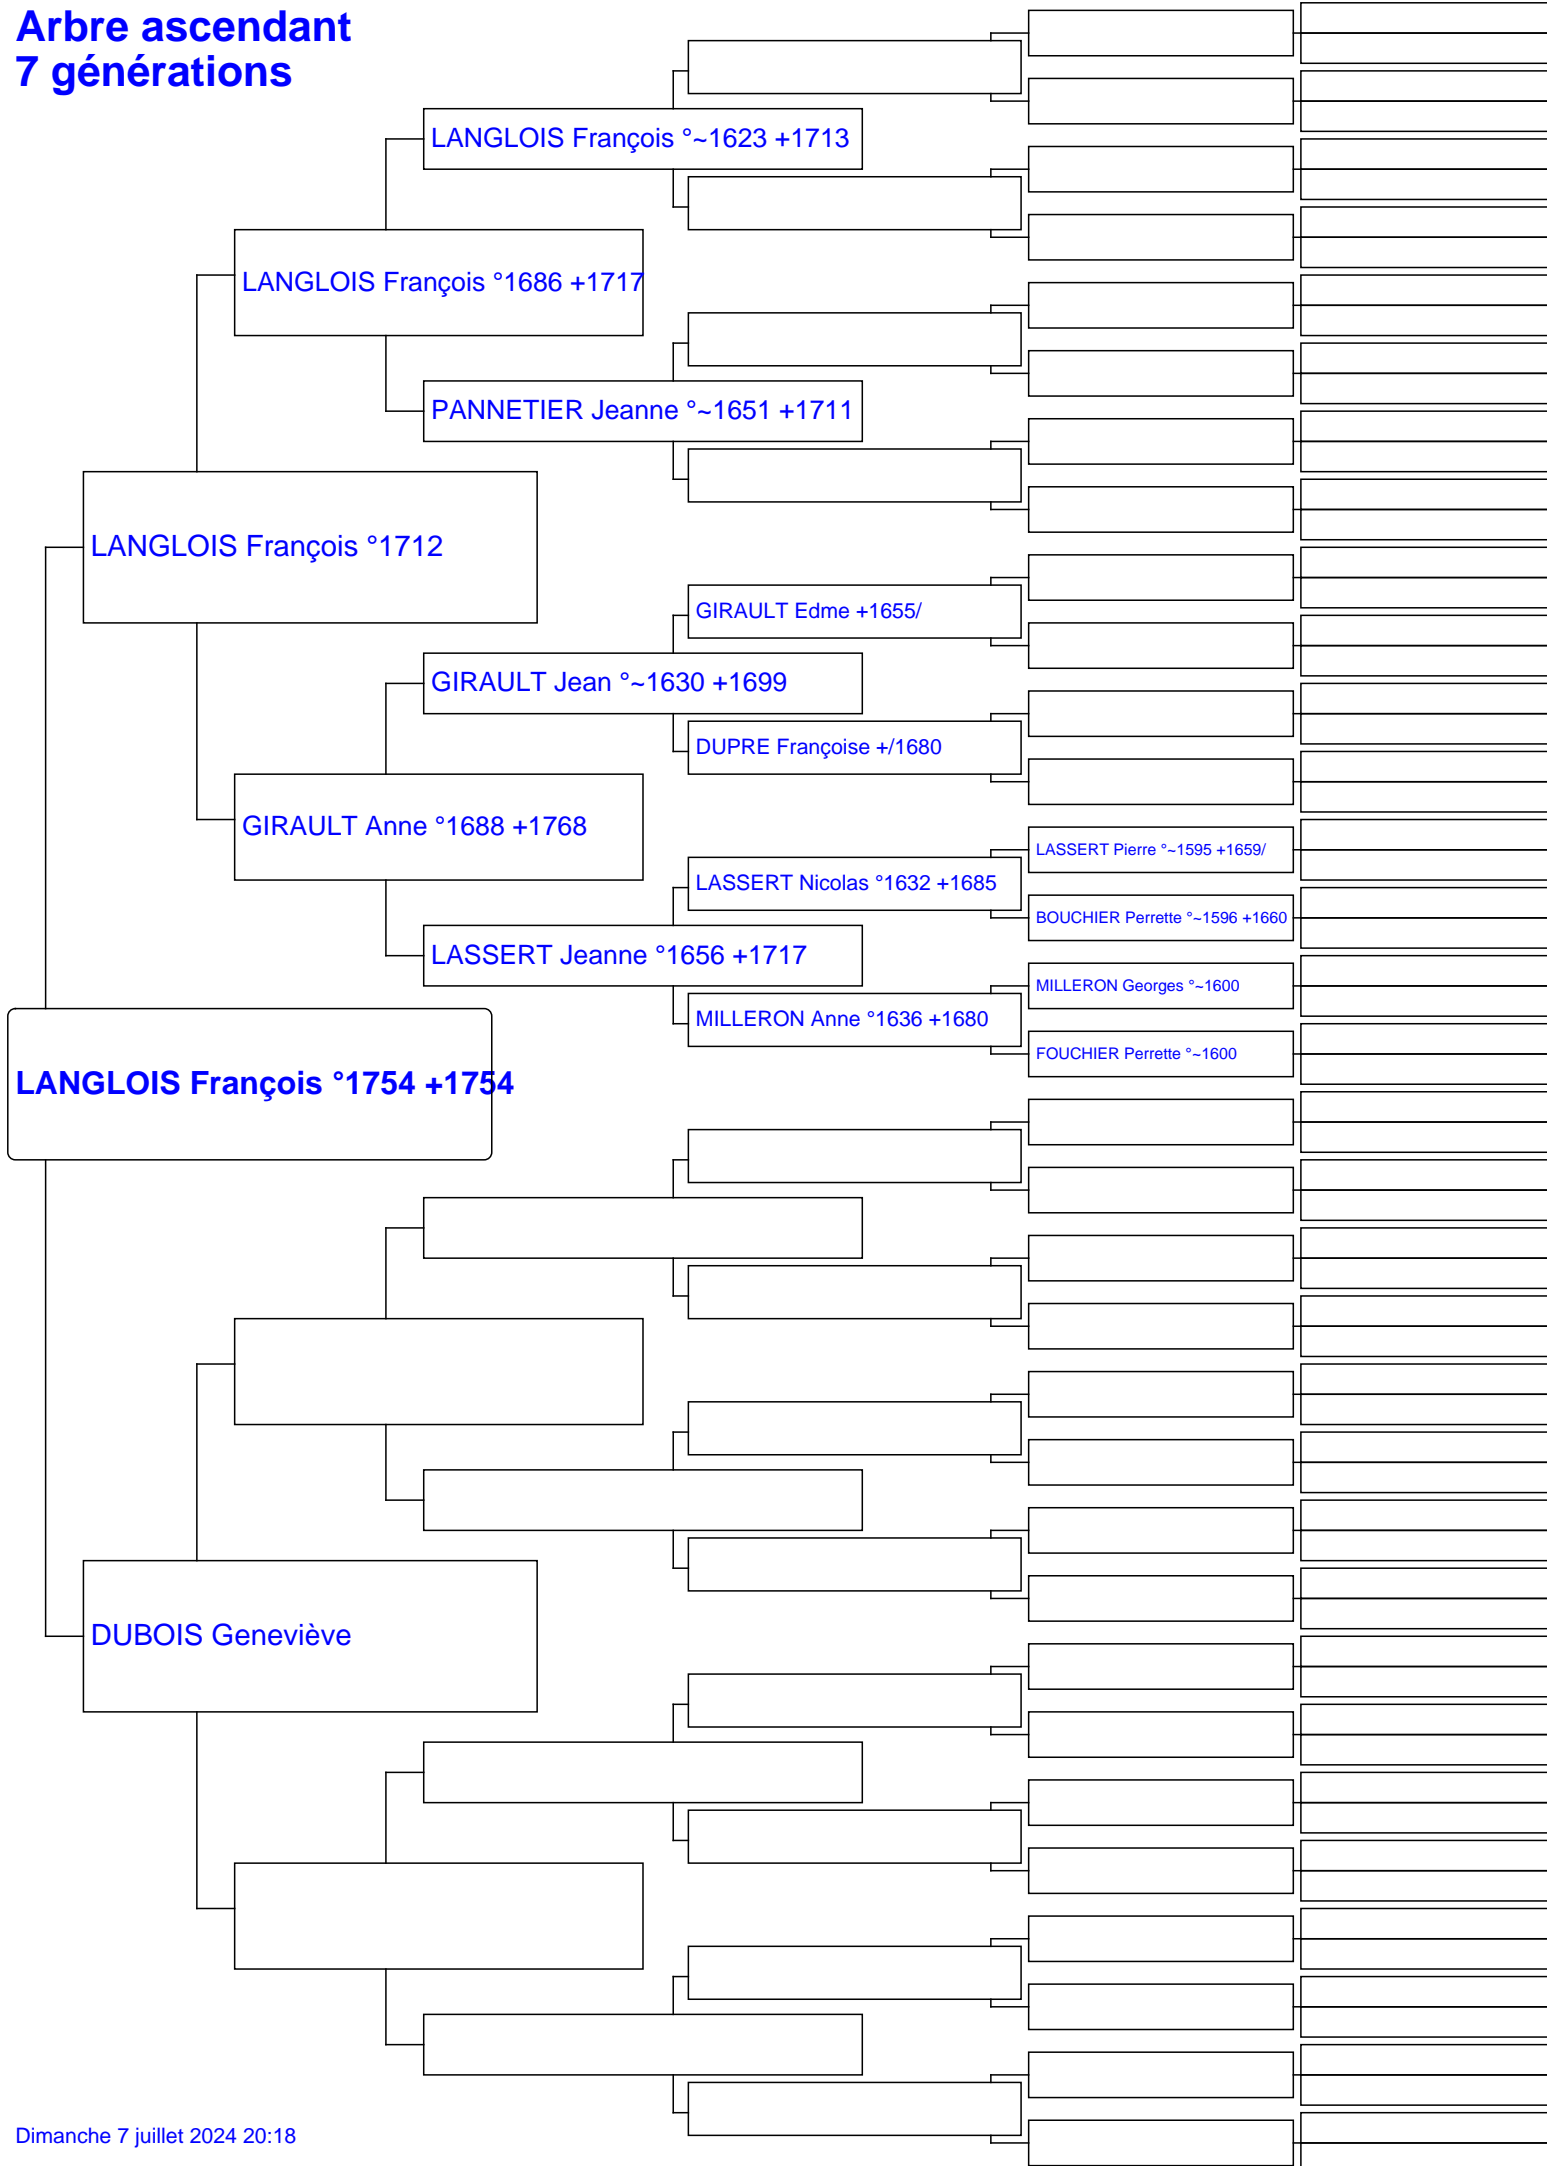 Arbre ascendant
7 générations
LANGLOIS François °~1623 +1713
LANGLOIS François °1686 +1717
PANNETIER Jeanne °~1651 +1711
LANGLOIS François °1712
GIRAULT Edme +1655/
GIRAULT Jean °~1630 +1699
DUPRE Françoise +/1680
GIRAULT Anne °1688 +1768
LASSERT Pierre °~1595 +1659/
LASSERT Nicolas °1632 +1685
BOUCHIER Perrette °~1596 +1660
LASSERT Jeanne °1656 +1717
MILLERON Georges °~1600
MILLERON Anne °1636 +1680
FOUCHIER Perrette °~1600
LANGLOIS François °1754 +1754
DUBOIS Geneviève
Dimanche 7 juillet 2024 20:18